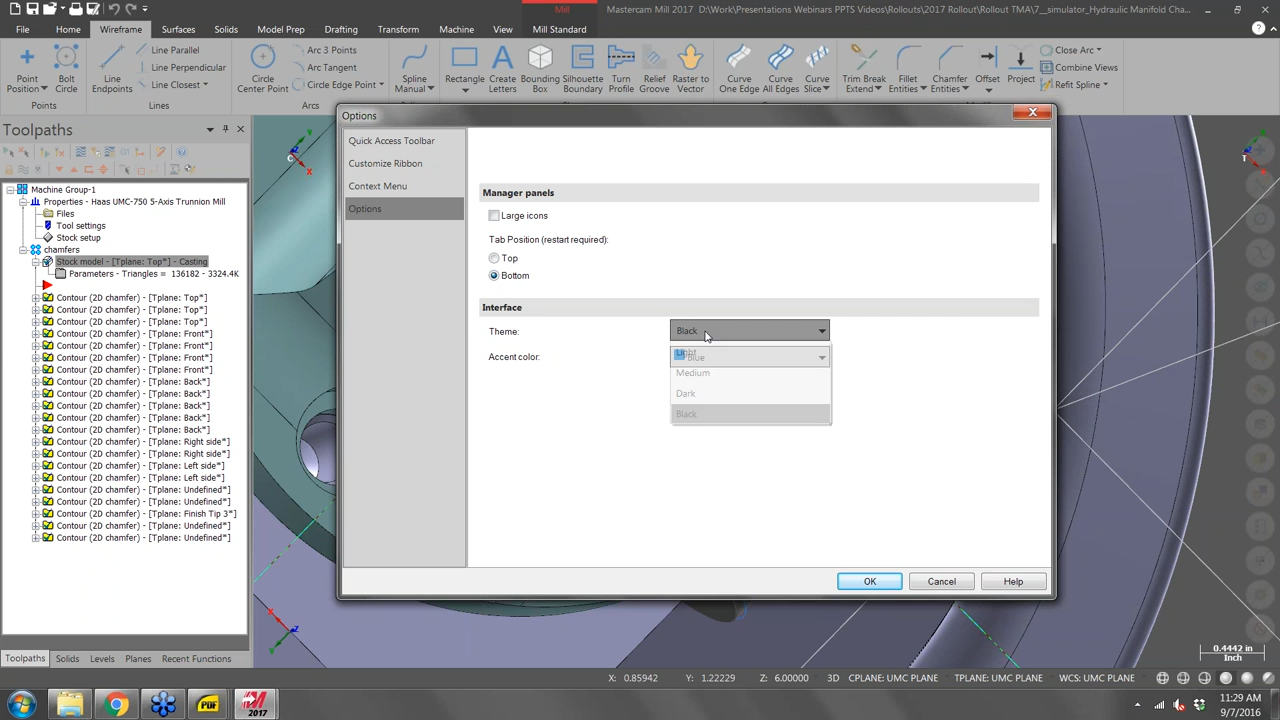 Mill
Mastercam Mill 2017 D:\Work\Presentations Webinars PPTS Videos\Rollouts\2017 Rollout\Rollout TMA\7__simulator_Hydraulic Manifold Cha...
File Home Wireframe Surfaces Solids Model Prep Drafting Transform Machine View Mill Standard
Point Position
Bolt Circle
Points
Line Endpoints
Line Parallel
Line Perpendicular
Line Closest
Lines
Circle Center Point
Arc 3 Points
Arc Tangent
Circle Edge Point
Arcs
Spline Manual
Rectangle
Create Letters
Bounding Box
Silhouette Boundary
Turn Profile
Relief Groove
Raster to Vector
Curve One Edge
Curve All Edges
Curve Slice
Trim Break Extend
Fillet Entities
Chamfer Entities
Offset
Project
Close Arc
Combine Views
Refit Spline
Toolpaths
Machine Group-1
Properties - Haas UMC-750 5-Axis Trunnion Mill
Files
Tool settings
Stock setup
chamfers
Stock model - [Tplane: Top*] - Casting
Parameters - Triangles = 136182 - 3324.4K
Contour (2D chamfer) - [Tplane: Top*]
Contour (2D chamfer) - [Tplane: Top*]
Contour (2D chamfer) - [Tplane: Top*]
Contour (2D chamfer) - [Tplane: Front*]
Contour (2D chamfer) - [Tplane: Front*]
Contour (2D chamfer) - [Tplane: Front*]
Contour (2D chamfer) - [Tplane: Front*]
Contour (2D chamfer) - [Tplane: Back*]
Contour (2D chamfer) - [Tplane: Back*]
Contour (2D chamfer) - [Tplane: Back*]
Contour (2D chamfer) - [Tplane: Back*]
Contour (2D chamfer) - [Tplane: Back*]
Contour (2D chamfer) - [Tplane: Right side*]
Contour (2D chamfer) - [Tplane: Right side*]
Contour (2D chamfer) - [Tplane: Left side*]
Contour (2D chamfer) - [Tplane: Left side*]
Contour (2D chamfer) - [Tplane: Undefined*]
Contour (2D chamfer) - [Tplane: Undefined*]
Contour (2D chamfer) - [Tplane: Finish Tip 3*]
Contour (2D chamfer) - [Tplane: Undefined*]
Contour (2D chamfer) - [Tplane: Undefined*]
Toolpaths Solids Levels Planes Recent Functions
Options
Quick Access Toolbar
Customize Ribbon
Context Menu
Options
Manager panels
Large icons
Tab Position (restart required):
Top
Bottom
Interface
Theme: Black
Light
Accent color: Blue
Medium
Dark
Black
OK Cancel Help
Y
Z
C
X
X
Z
Y
Y
Z
T
X
0.4442 in
Inch
X: 0.85942 Y: 1.22229 Z: 6.00000 3D CPLANE: UMC PLANE TPLANE: UMC PLANE WCS: UMC PLANE
PDF
2017
11:29 AM
9/7/2016